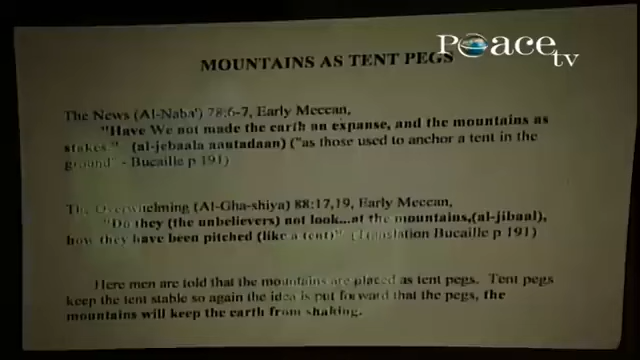 Peace tv
MOUNTAINS AS TENT PEGS
The News (Al-Naba') 78:6-7, Early Meccan,
"Have We not made the earth an expanse, and the mountains as
stakes." (al-jebaala auutadaan) ("as those used to anchor a tent in the
ground" - Bucaille p 191)
The Overwhelming (Al-Gha-shiya) 88:17,19, Early Meccan,
"Do they (the unbelievers) not look...at the mountains,(al-jibaal),
how they have been pitched (like a tent)" (Translation Bucaille p 191)
Here men are told that the mountains are placed as tent pegs. Tent pegs
keep the tent stable so again the idea is put forward that the pegs, the
mountains will keep the earth from shaking.